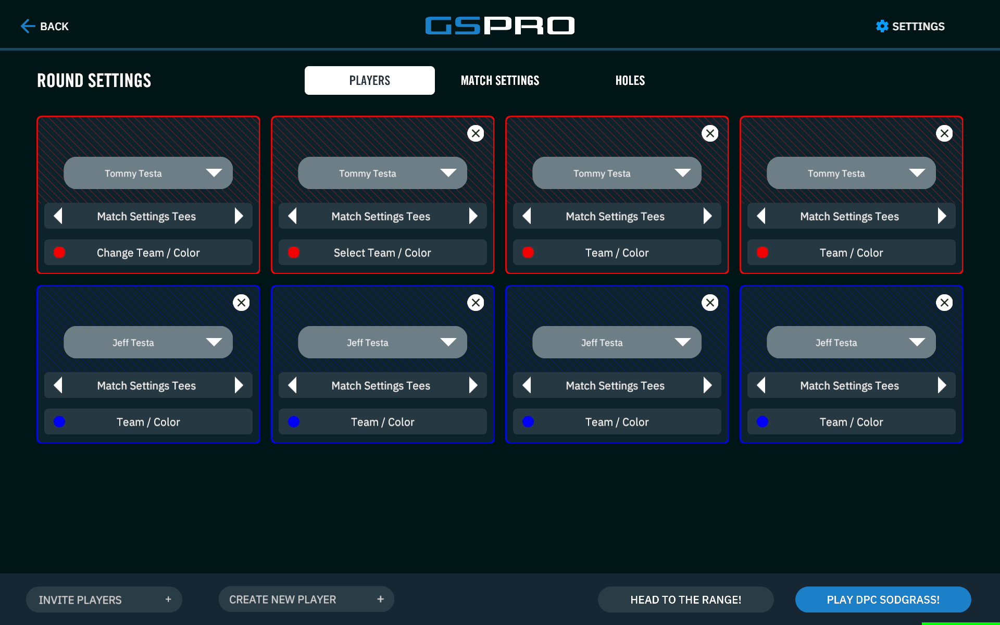 BACK
GSPRO
SETTINGS
ROUND SETTINGS
PLAYERS
MATCH SETTINGS
HOLES
Tommy Testa
Tommy Testa
Tommy Testa
Tommy Testa
Match Settings Tees
Match Settings Tees
Match Settings Tees
Match Settings Tees
Change Team / Color
Select Team / Color
Team / Color
Team / Color
Jeff Testa
Jeff Testa
Jeff Testa
Jeff Testa
Match Settings Tees
Match Settings Tees
Match Settings Tees
Match Settings Tees
Team / Color
Team / Color
Team / Color
Team / Color
INVITE PLAYERS +
CREATE NEW PLAYER +
HEAD TO THE RANGE!
PLAY DPC SODGRASS!